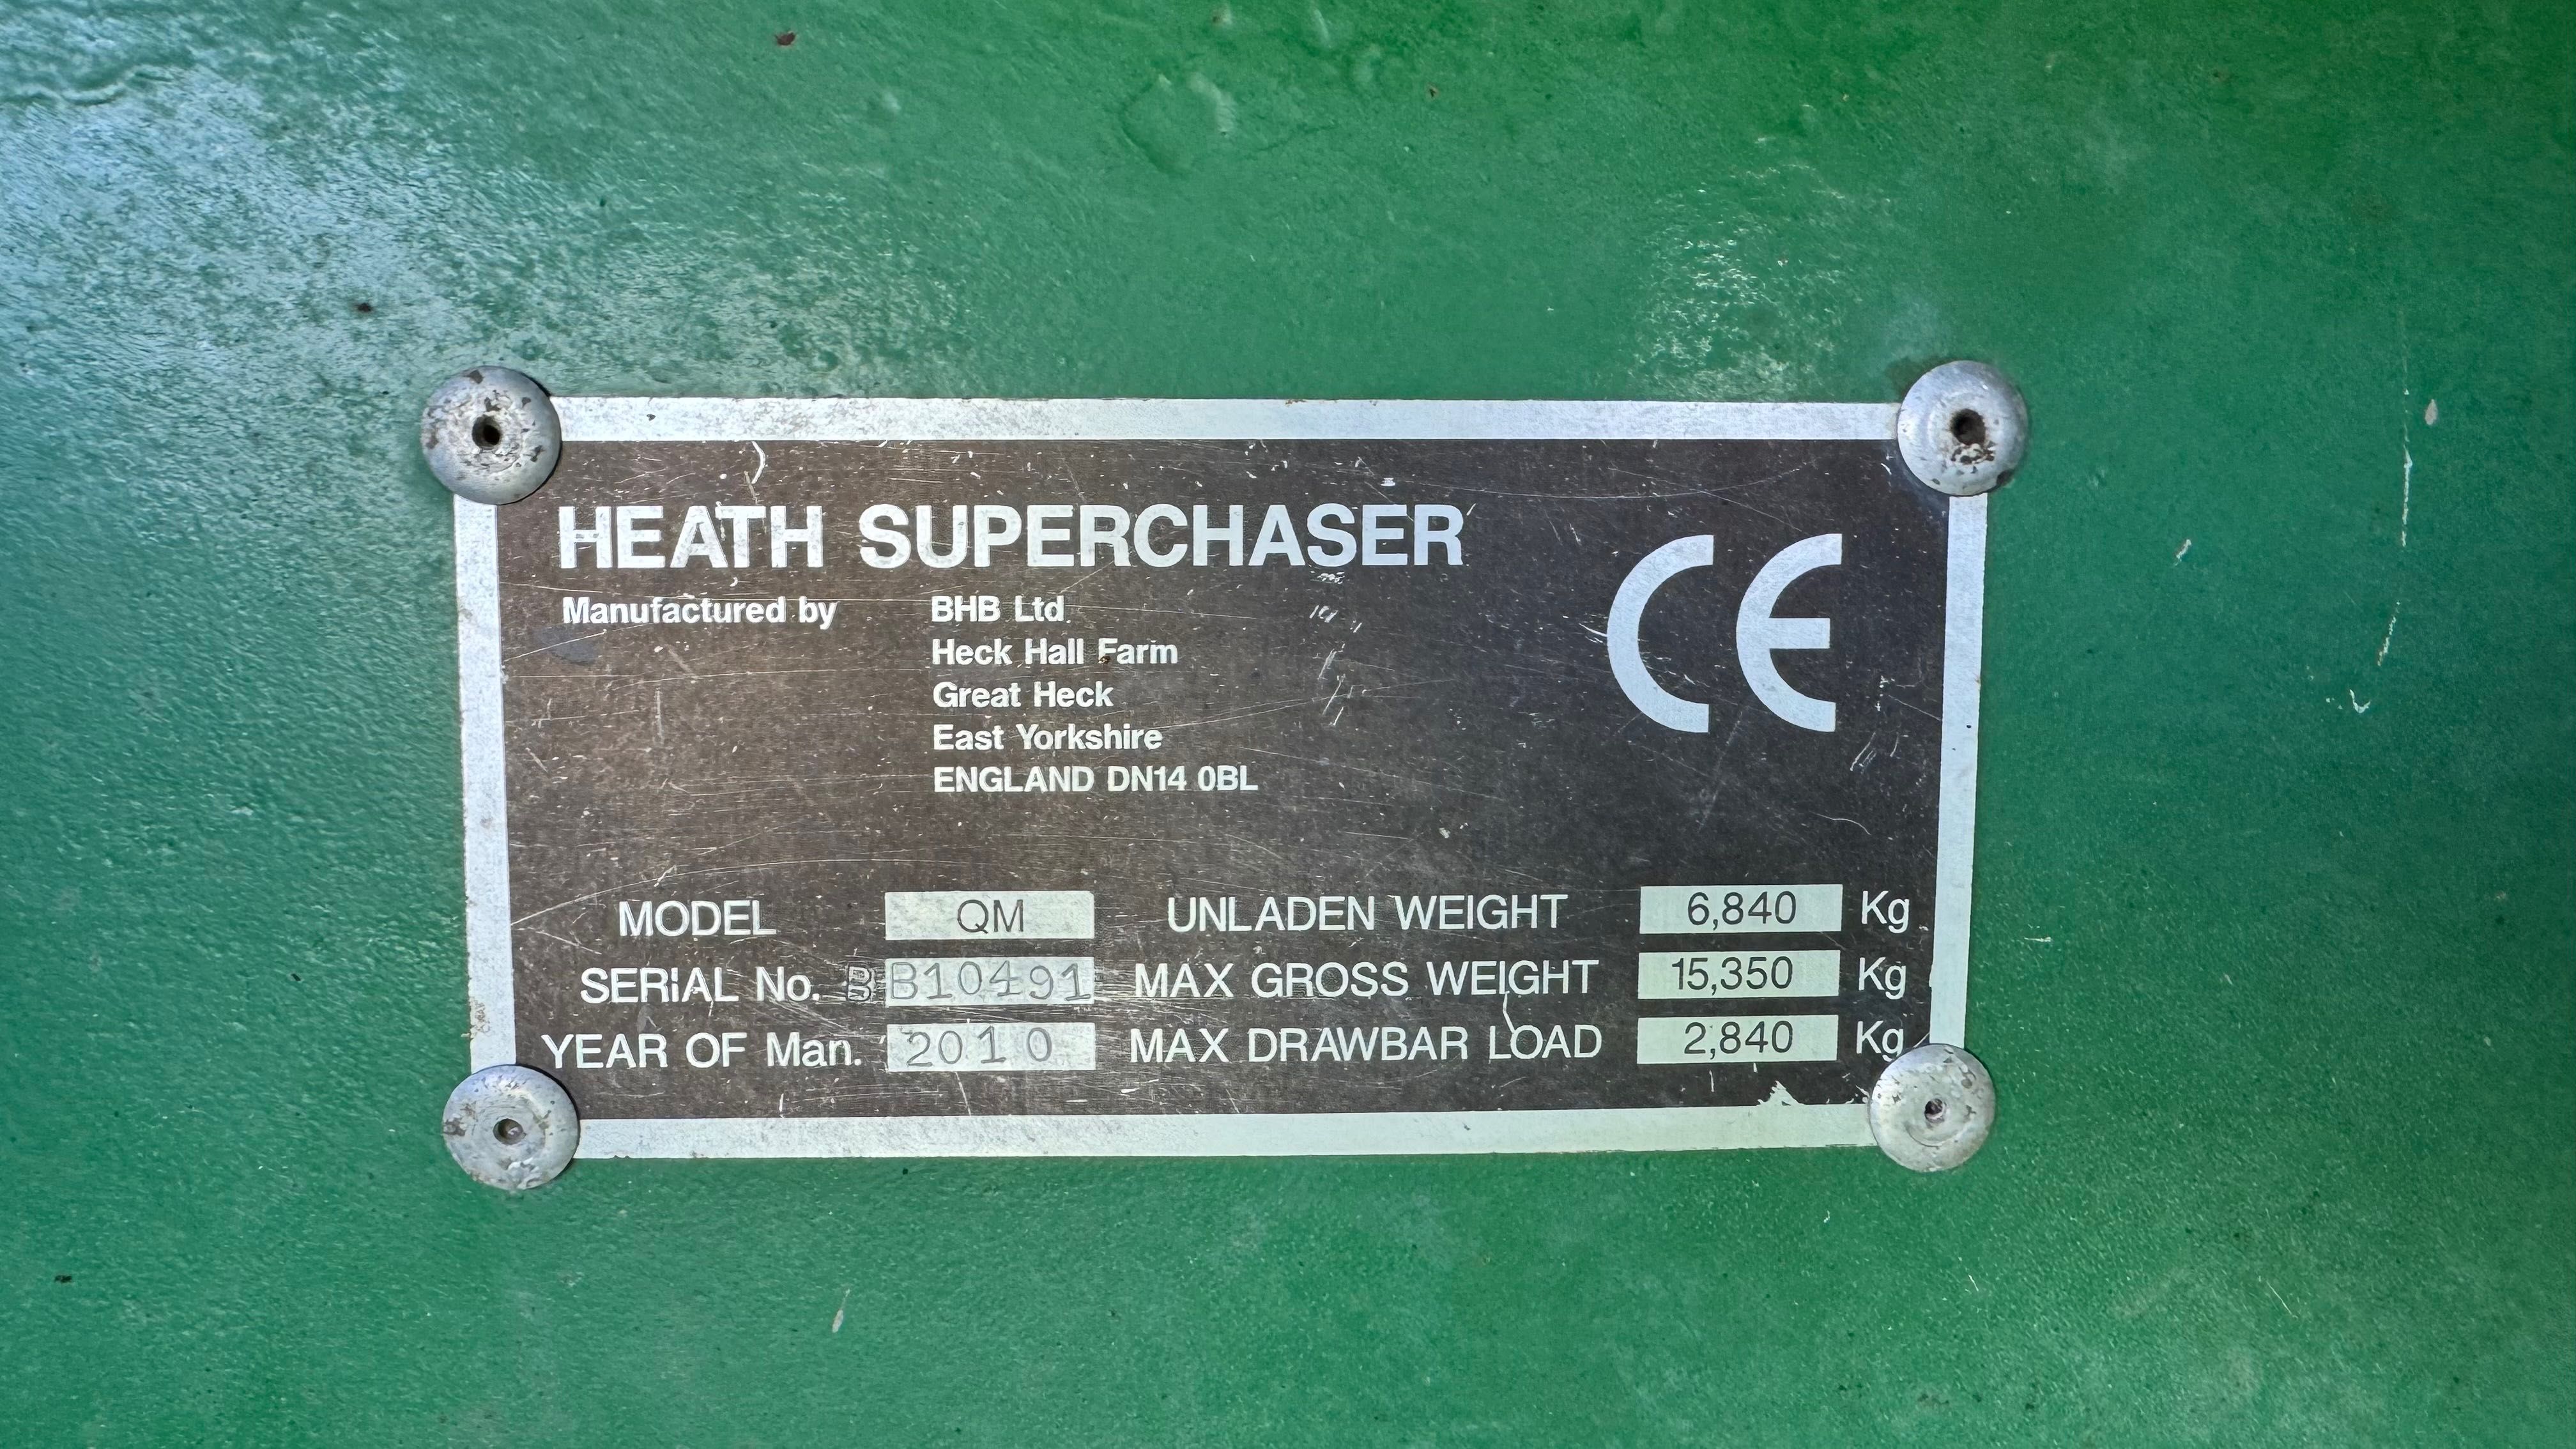 HEATH SUPERCHASER
CE
Manufactured by BHB Ltd
Heck Hall Farm
Great Heck
East Yorkshire
ENGLAND DN14 0BL
MODEL QM UNLADEN WEIGHT 6,840 Kg
SERIAL No. B B10491 MAX GROSS WEIGHT 15,350 Kg
YEAR OF Man. 2010 MAX DRAWBAR LOAD 2,840 Kg